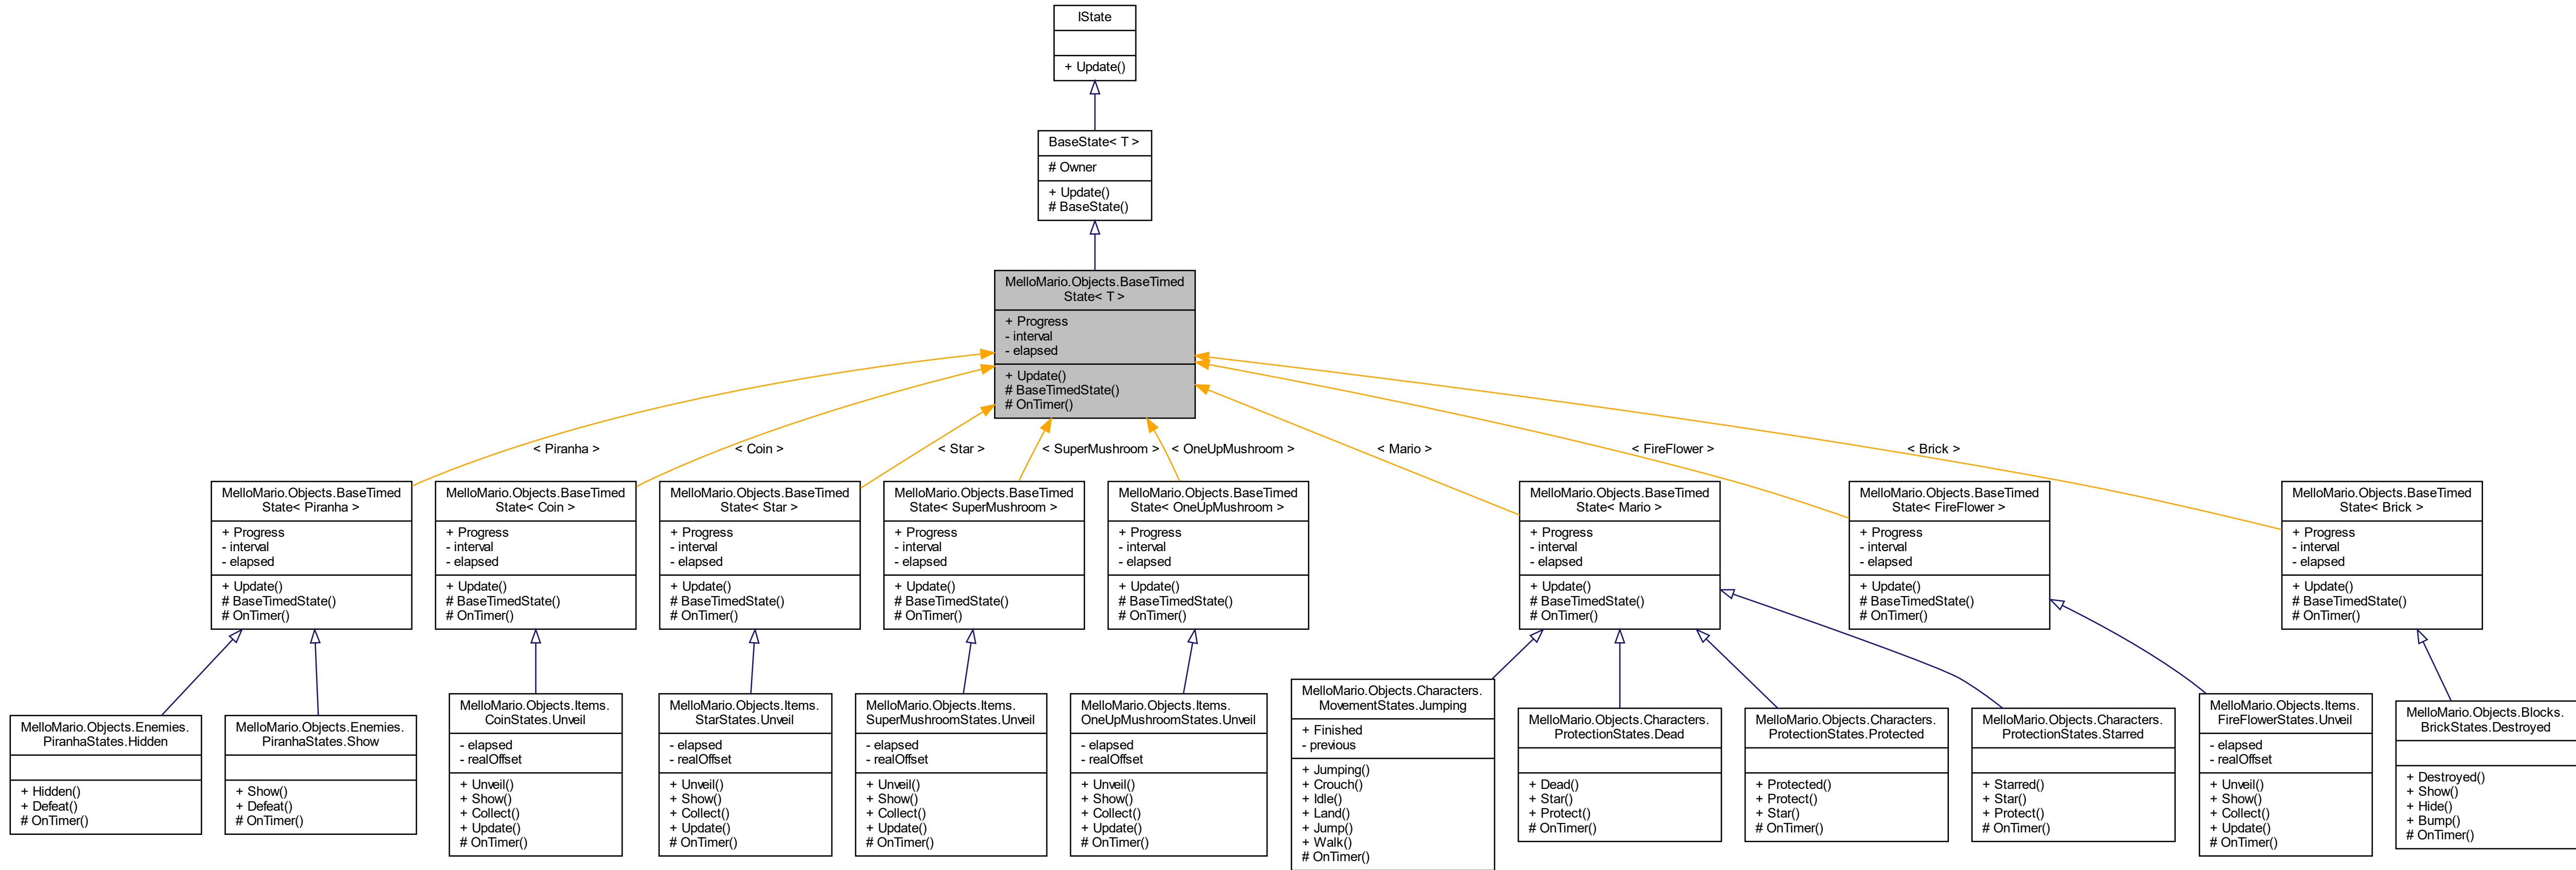 IState
+ Update()
BaseState< T >
# Owner
+ Update()
# BaseState()
MelloMario.Objects.BaseTimed
State< T >
+ Progress
- interval
- elapsed
+ Update()
# BaseTimedState()
# OnTimer()
< Piranha >
< Coin >
< Star >
< SuperMushroom >
< OneUpMushroom >
< Mario >
< FireFlower >
< Brick >
MelloMario.Objects.BaseTimed
State< Piranha >
+ Progress
- interval
- elapsed
+ Update()
# BaseTimedState()
# OnTimer()
MelloMario.Objects.BaseTimed
State< Coin >
+ Progress
- interval
- elapsed
+ Update()
# BaseTimedState()
# OnTimer()
MelloMario.Objects.BaseTimed
State< Star >
+ Progress
- interval
- elapsed
+ Update()
# BaseTimedState()
# OnTimer()
MelloMario.Objects.BaseTimed
State< SuperMushroom >
+ Progress
- interval
- elapsed
+ Update()
# BaseTimedState()
# OnTimer()
MelloMario.Objects.BaseTimed
State< OneUpMushroom >
+ Progress
- interval
- elapsed
+ Update()
# BaseTimedState()
# OnTimer()
MelloMario.Objects.BaseTimed
State< Mario >
+ Progress
- interval
- elapsed
+ Update()
# BaseTimedState()
# OnTimer()
MelloMario.Objects.BaseTimed
State< FireFlower >
+ Progress
- interval
- elapsed
+ Update()
# BaseTimedState()
# OnTimer()
MelloMario.Objects.BaseTimed
State< Brick >
+ Progress
- interval
- elapsed
+ Update()
# BaseTimedState()
# OnTimer()
MelloMario.Objects.Enemies.
PiranhaStates.Hidden
+ Hidden()
+ Defeat()
# OnTimer()
MelloMario.Objects.Enemies.
PiranhaStates.Show
+ Show()
+ Defeat()
# OnTimer()
MelloMario.Objects.Items.
CoinStates.Unveil
- elapsed
- realOffset
+ Unveil()
+ Show()
+ Collect()
+ Update()
# OnTimer()
MelloMario.Objects.Items.
StarStates.Unveil
- elapsed
- realOffset
+ Unveil()
+ Show()
+ Collect()
+ Update()
# OnTimer()
MelloMario.Objects.Items.
SuperMushroomStates.Unveil
- elapsed
- realOffset
+ Unveil()
+ Show()
+ Collect()
+ Update()
# OnTimer()
MelloMario.Objects.Items.
OneUpMushroomStates.Unveil
- elapsed
- realOffset
+ Unveil()
+ Show()
+ Collect()
+ Update()
# OnTimer()
MelloMario.Objects.Characters.
MovementStates.Jumping
+ Finished
- previous
+ Jumping()
+ Crouch()
+ Idle()
+ Land()
+ Jump()
+ Walk()
# OnTimer()
MelloMario.Objects.Characters.
ProtectionStates.Dead
+ Dead()
+ Star()
+ Protect()
# OnTimer()
MelloMario.Objects.Characters.
ProtectionStates.Protected
+ Protected()
+ Protect()
+ Star()
# OnTimer()
MelloMario.Objects.Characters.
ProtectionStates.Starred
+ Starred()
+ Star()
+ Protect()
# OnTimer()
MelloMario.Objects.Items.
FireFlowerStates.Unveil
- elapsed
- realOffset
+ Unveil()
+ Show()
+ Collect()
+ Update()
# OnTimer()
MelloMario.Objects.Blocks.
BrickStates.Destroyed
+ Destroyed()
+ Show()
+ Hide()
+ Bump()
# OnTimer()